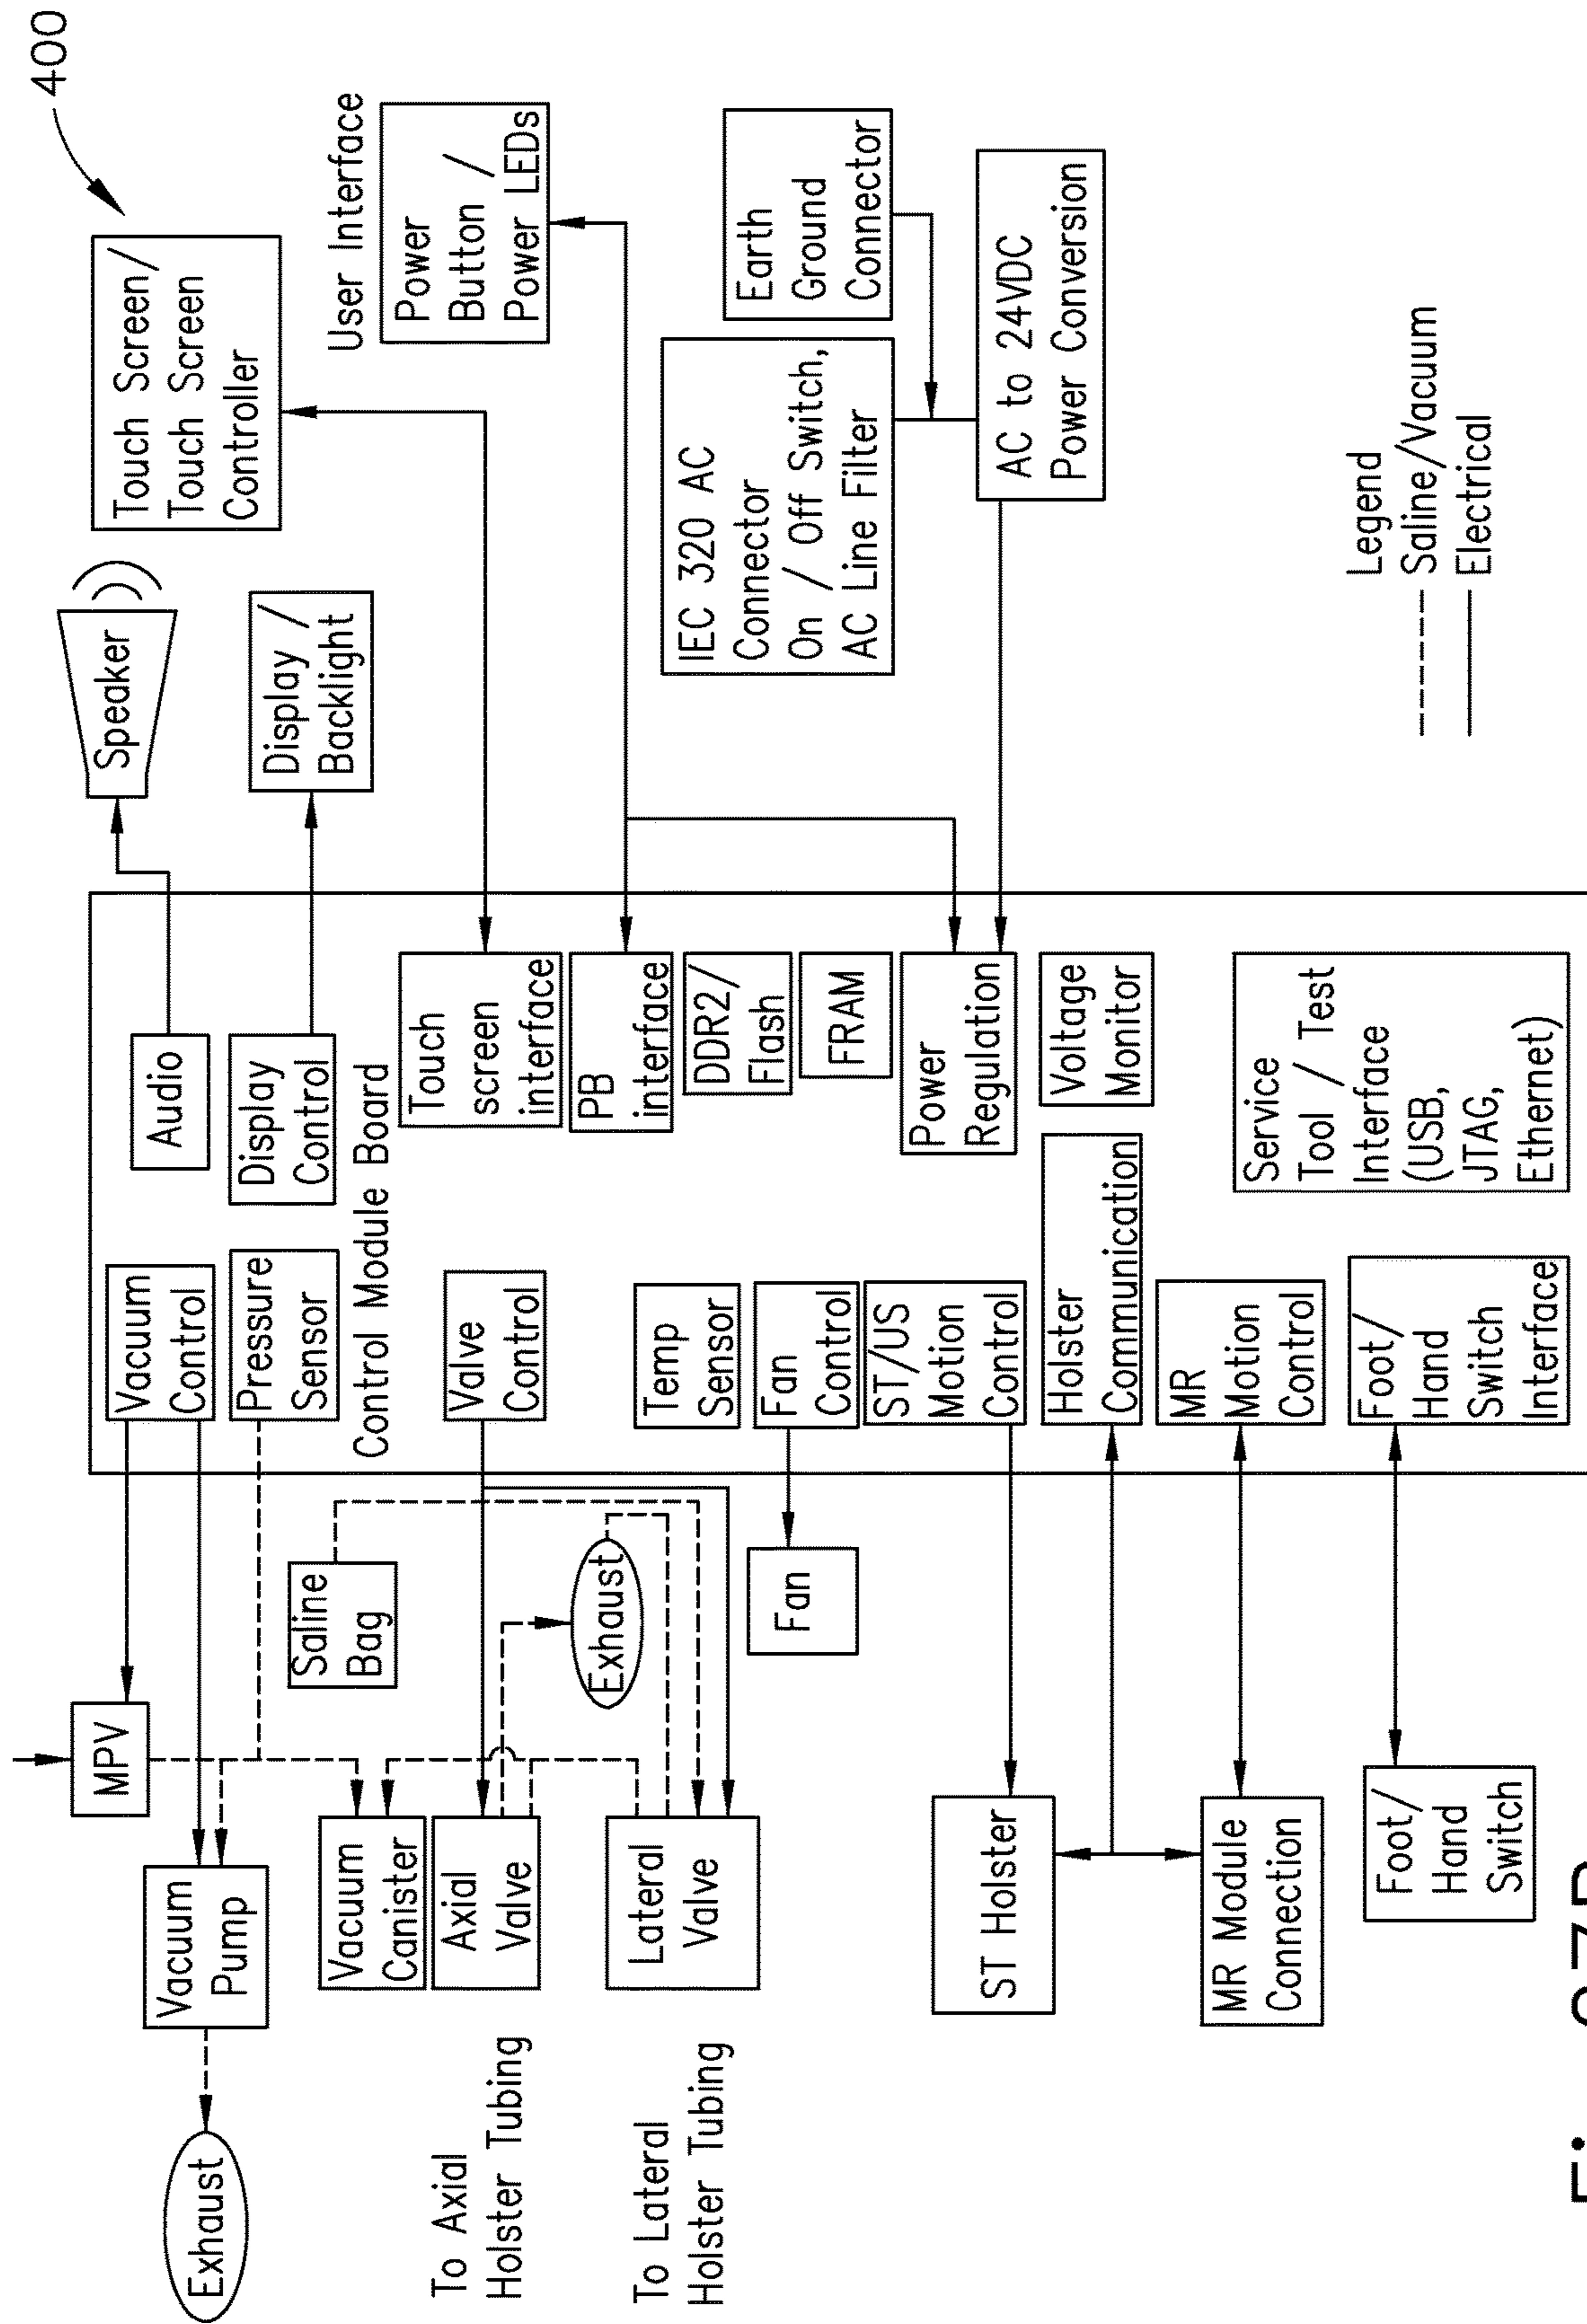 400
Exhaust
Vacuum
Pump
MPV
Vacuum
Control
Audio
Speaker
Touch Screen/
Touch Screen
Controller
Pressure
Sensor
Display
Control
Display /
Backlight
Saline
Bag
Vacuum
Canister
Control Module Board
User Interface
To Axial
Holster Tubing
Axial
Valve
Valve
Control
Touch
screen
interface
Power
Button /
Power LEDs
Exhaust
PB
interface
To Lateral
Holster Tubing
Lateral
Valve
Temp
Sensor
DDR2/
Flash
IEC 320 AC
Connector
On / Off Switch,
AC Line Filter
Earth
Ground
Connector
Fan
Fan
Control
FRAM
ST Holster
ST/US
Motion
Control
Power
Regulation
AC to 24VDC
Power Conversion
Holster
Communication
Voltage
Monitor
MR Module
Connection
MR
Motion
Control
Service
Tool / Test
Interface
(USB,
JTAG,
Ethernet)
Foot/
Hand
Switch
Foot/
Hand
Switch
Interface
Legend
Saline/Vacuum
Electrical